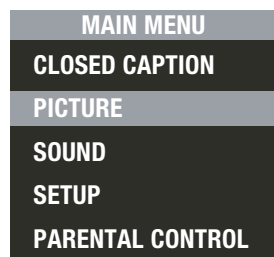 MAIN MENU
CLOSED CAPTION
PICTURE
SOUND
SETUP
PARENTAL CONTROL